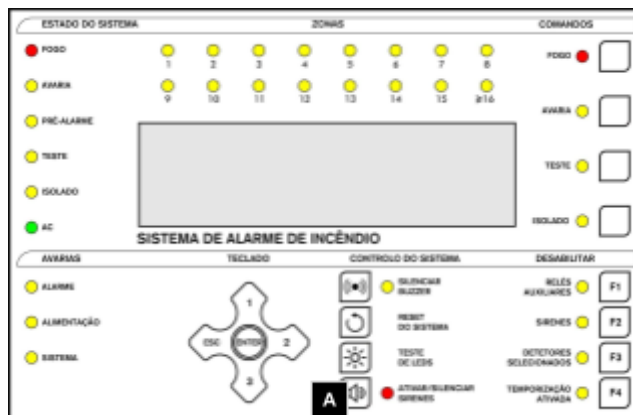 ESTADO DO SISTEMA ZONAS COMANDOS
FOGO 1 2 3 4 5 6 7 8 FOGO
AVARIA 9 10 11 12 13 14 15 ≥16 AVARIA
PRÉ-ALARME
TESTE TESTE
ISOLADO ISOLADO
AC
SISTEMA DE ALARME DE INCÊNDIO
AVARIAS TECLADO CONTROLO DO SISTEMA DESABILITAR
ALARME SILENCIAR BUZZER RELÉS AUXILIARES F1
ALIMENTAÇÃO 1 RESET DO SISTEMA SIRENES F2
SISTEMA ESC ENTER 2 TESTE DE LEDS DETETORES SELECIONADOS F3
3 A ATIVAR/SILENCIAR SIRENES TEMPORIZAÇÃO ATIVADA F4